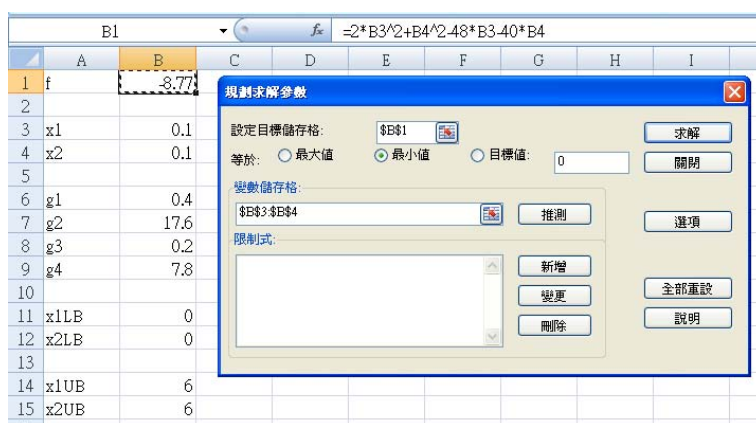 B1 fx =2*B3^2+B4^2-48*B3-40*B4
A B C D E F G H I
1 f -8.77
2
3 x1 0.1
4 x2 0.1
5
6 g1 0.4
7 g2 17.6
8 g3 0.2
9 g4 7.8
10
11 x1LB 0
12 x2LB 0
13
14 x1UB 6
15 x2UB 6
規劃求解參數
設定目標儲存格: $B$1
等於: 最大值 最小值 目標值: 0
變數儲存格:
$B$3:$B$4
推測
限制式:
新增
變更
刪除
求解
關閉
選項
全部重設
說明